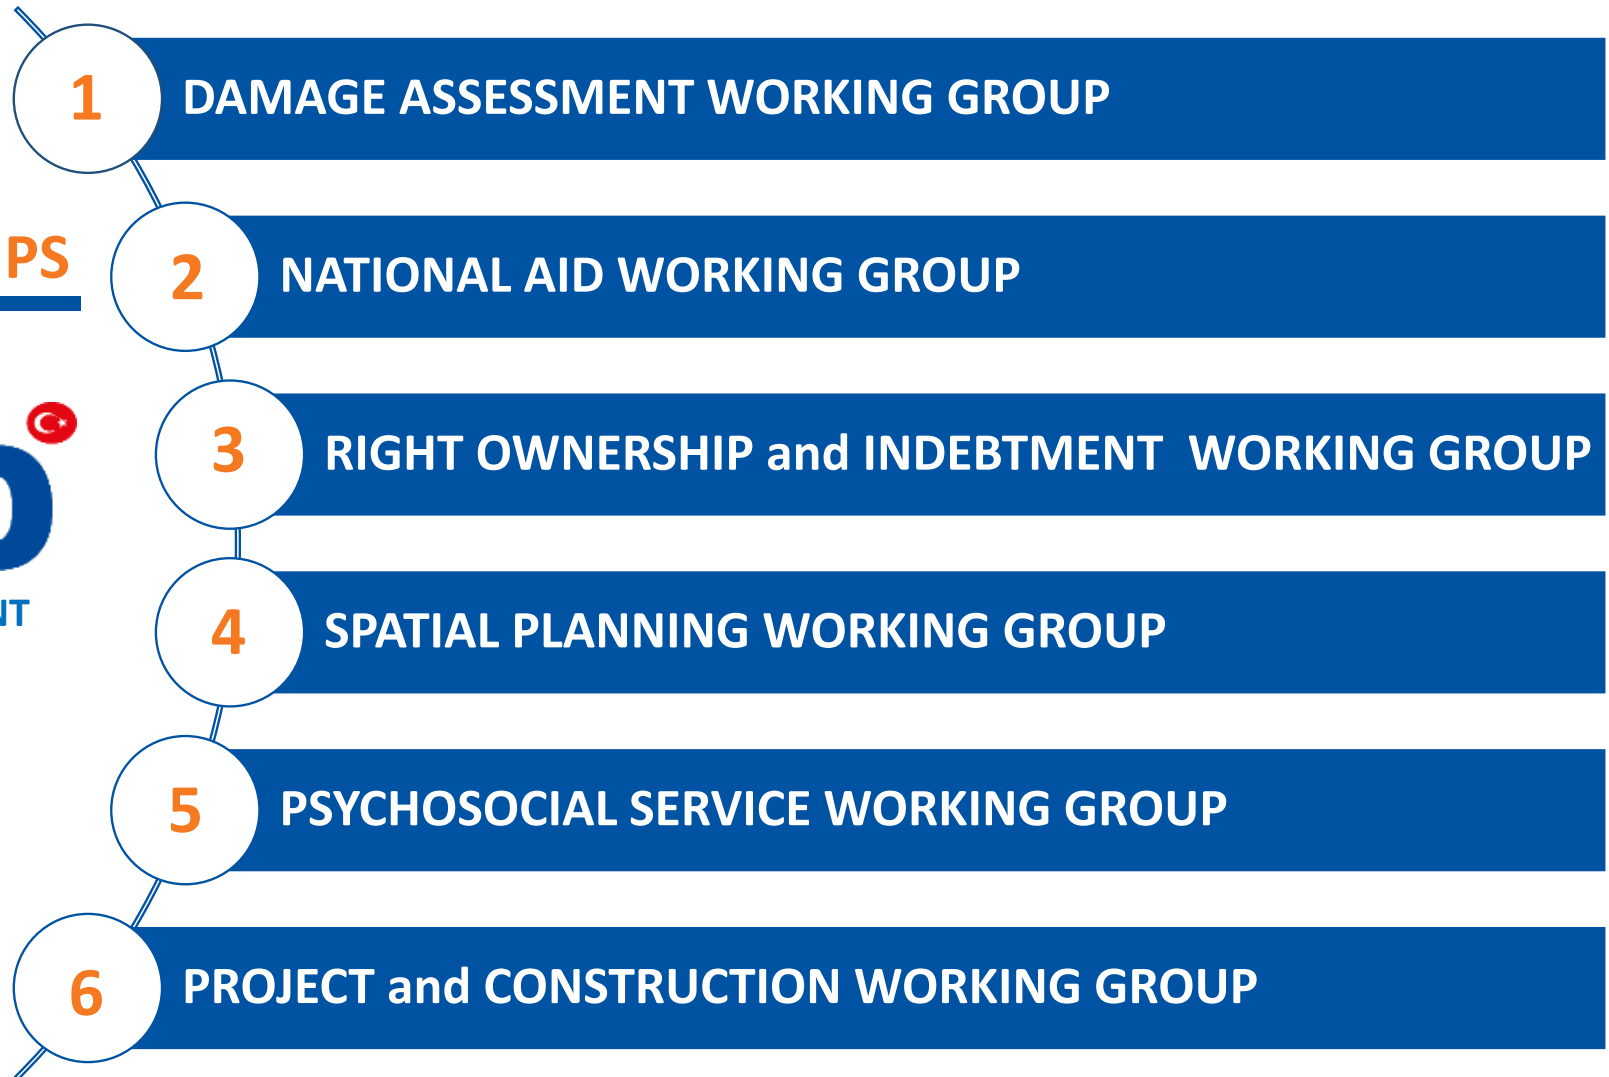 1 DAMAGE ASSESSMENT WORKING GROUP
PS
2 NATIONAL AID WORKING GROUP
3 RIGHT OWNERSHIP and INDEBTMENT WORKING GROUP
NT
4 SPATIAL PLANNING WORKING GROUP
5 PSYCHOSOCIAL SERVICE WORKING GROUP
6 PROJECT and CONSTRUCTION WORKING GROUP